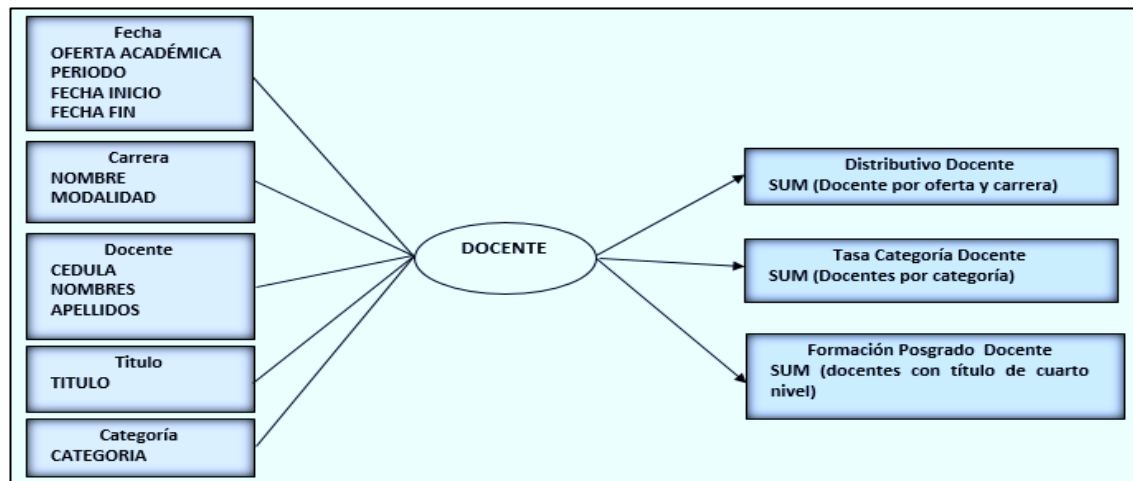 Fecha
OFERTA ACADÉMICA
PERIODO
FECHA INICIO
FECHA FIN
Carrera
NOMBRE
MODALIDAD
Docente
CEDULA
NOMBRES
APELLIDOS
Titulo
TITULO
Categoría
CATEGORIA
DOCENTE
Distributivo Docente
SUM (Docente por oferta y carrera)
Tasa Categoría Docente
SUM (Docentes por categoría)
Formación Posgrado Docente
SUM (docentes con título de cuarto
nivel)